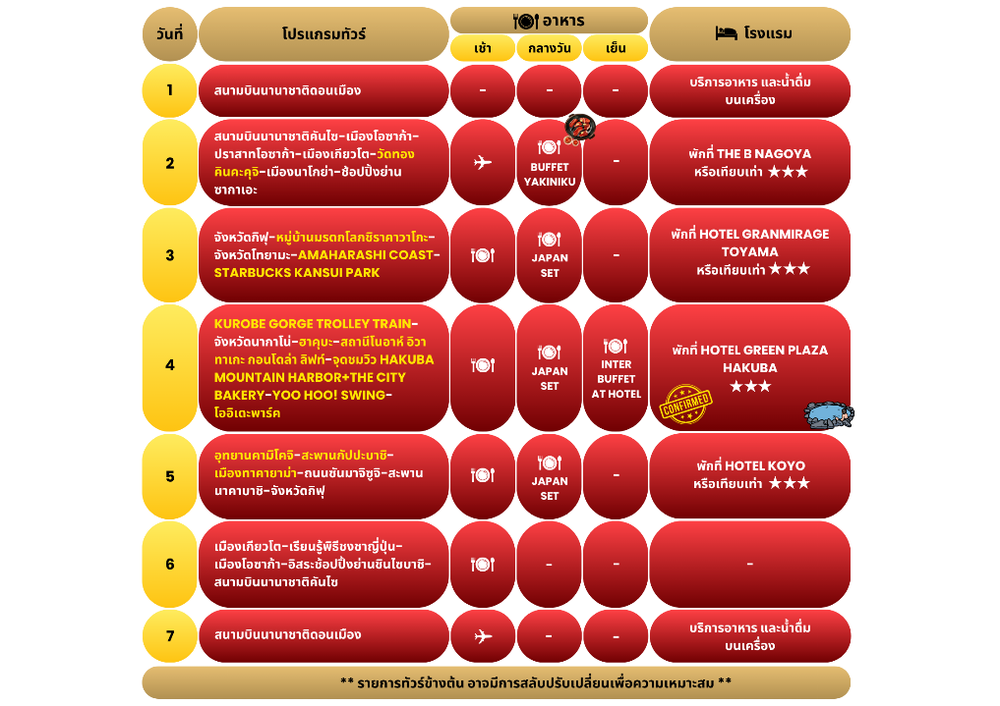 วันที่
โปรแกรมทัวร์
อาหาร
เช้า
กลางวัน
เย็น
โรงแรม
1
สนามบินนานาชาติดอนเมือง
-
-
-
บริการอาหาร และน้ำดื่ม
บนเครื่อง
2
สนามบินนานาชาติคันไซ-เมืองโอซาก้า-
ปราสาทโอซาก้า-เมืองเกียวโต-วัดทอง
คินคะคุจิ-เมืองนาโกย่า-ช้อปปิ้งย่าน
ซากาเอะ
BUFFET
YAKINIKU
-
พักที่ THE B NAGOYA
หรือเทียบเท่า ★★★
3
จังหวัดกิฟุ-หมู่บ้านมรดกโลกชิราคาวาโกะ-
จังหวัดโทยามะ-AMAHARASHI COAST-
STARBUCKS KANSUI PARK
JAPAN
SET
-
พักที่ HOTEL GRANMIRAGE
TOYAMA
หรือเทียบเท่า ★★★
4
KUROBE GORGE TROLLEY TRAIN-
จังหวัดนากาโน่-ฮาคุบะ-สถานีโนอาห์ อิวา
ทาเกะ กอนโดล่า ลิฟท์-จุดชมวิว HAKUBA
MOUNTAIN HARBOR+THE CITY
BAKERY-YOO HOO! SWING-
โออิเดะพาร์ค
JAPAN
SET
INTER
BUFFET
AT HOTEL
พักที่ HOTEL GREEN PLAZA
HAKUBA
★★★
CONFIRMED
5
อุทยานคามิโคจิ-สะพานกัปปะบาชิ-
เมืองทาคายาม่า-ถนนซันมาจิซูจิ-สะพาน
นาคาบาชิ-จังหวัดกิฟุ
JAPAN
SET
-
พักที่ HOTEL KOYO
หรือเทียบเท่า ★★★
6
เมืองเกียวโต-เรียนรู้พิธีชงชาญี่ปุ่น-
เมืองโอซาก้า-อิสระช้อปปิ้งย่านชินไซบาชิ-
สนามบินนานาชาติคันไซ
-
-
-
7
สนามบินนานาชาติดอนเมือง
-
-
บริการอาหาร และน้ำดื่ม
บนเครื่อง
** รายการทัวร์ข้างต้น อาจมีการสลับปรับเปลี่ยนเพื่อความเหมาะสม **